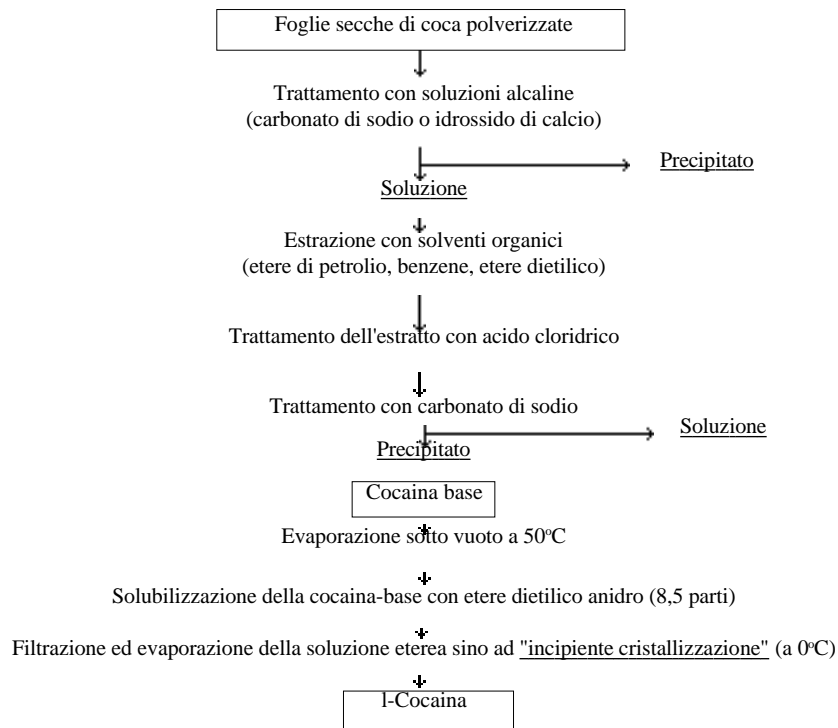 Foglie secche di coca polverizzate
Trattamento con soluzioni alcaline
(carbonato di sodio o idrossido di calcio)
Precipitato
Soluzione
Estrazione con solventi organici
(etere di petrolio, benzene, etere dietilico)
Trattamento dell'estratto con acido cloridrico
Trattamento con carbonato di sodio
Soluzione
Precipitato
Cocaina base
Evaporazione sotto vuoto a 50°C
Solubilizzazione della cocaina-base con etere dietilico anidro (8,5 parti)
Filtrazione ed evaporazione della soluzione eterea sino ad "incipiente cristallizzazione" (a 0°C)
l-Cocaina